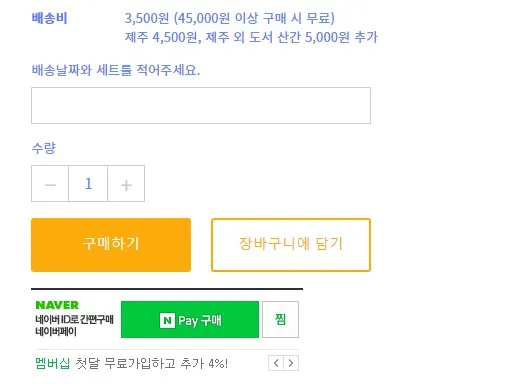 배송비 3,500원 (45,000원 이상 구매 시 무료)
제주 4,500원, 제주 외 도서 산간 5,000원 추가
배송날짜와 세트를 적어주세요.
수량
− 1 +
구매하기 장바구니에 담기
NAVER
네이버 ID로 간편구매
네이버페이
N Pay 구매 찜
멤버십 첫달 무료가입하고 추가 4%! < >